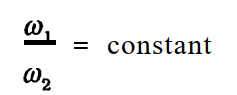 ω₁
ω₂ = constant